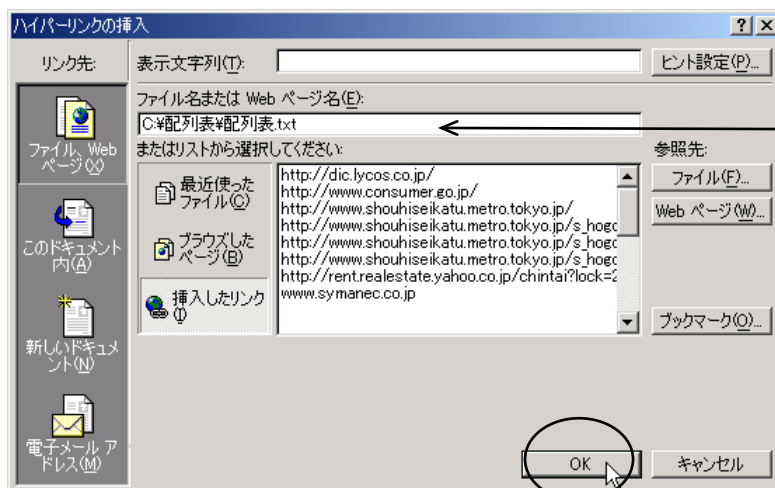 ハイパーリンクの挿入
リンク先:
表示文字列(T):
ヒント設定(P)...
ファイル、Web
ページ(X)
このドキュメント
内(A)
新しいドキュメ
ント(N)
電子メール ア
ドレス(M)
ファイル名または Web ページ名(E):
C:¥配列表¥配列表.txt
またはリストから選択してください:
最近使った
ファイル(C)
ブラウズした
ページ(B)
挿入したリンク
(I)
http://dic.lycos.co.jp/
http://www.consumer.go.jp/
http://www.shouhiseikatu.metro.tokyo.jp/
http://www.shouhiseikatu.metro.tokyo.jp/s_hogo
http://www.shouhiseikatu.metro.tokyo.jp/s_hogo
http://www.shouhiseikatu.metro.tokyo.jp/s_hogo
http://rent.realestate.yahoo.co.jp/chintai?lock=2
www.symanec.co.jp
参照先:
ファイル(F)...
Web ページ(W)...
ブックマーク(O)...
OK
キャンセル